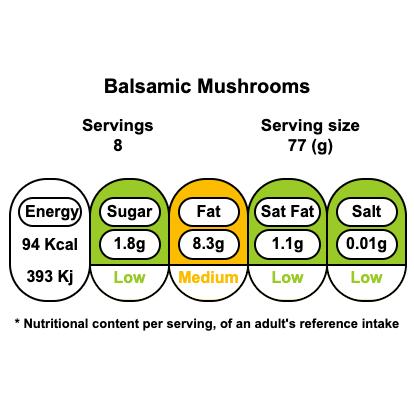 Balsamic Mushrooms
Servings
8
Serving size
77 (g)
Energy
94 Kcal
393 Kj
Sugar
1.8g
Low
Fat
8.3g
Medium
Sat Fat
1.1g
Low
Salt
0.01g
Low
* Nutritional content per serving, of an adult's reference intake